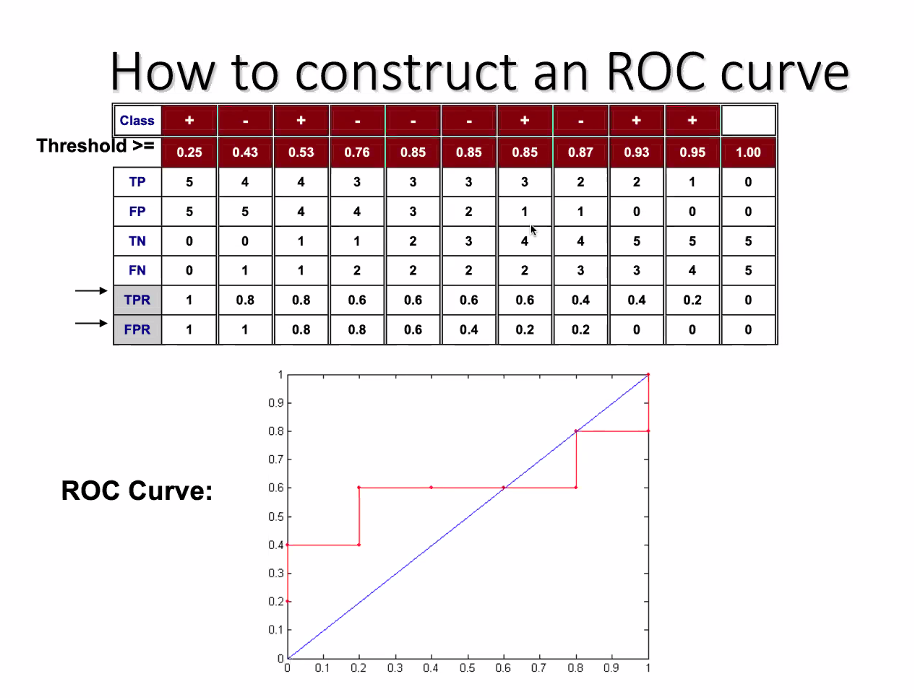 How to construct an ROC curve
Class + - + - - - + - + +
Threshold >= 0.25 0.43 0.53 0.76 0.85 0.85 0.85 0.87 0.93 0.95 1.00
TP 5 4 4 3 3 3 3 2 2 1 0
FP 5 5 4 4 3 2 1 1 0 0 0
TN 0 0 1 1 2 3 4 4 5 5 5
FN 0 1 1 2 2 2 2 3 3 4 5
TPR 1 0.8 0.8 0.6 0.6 0.6 0.6 0.4 0.4 0.2 0
FPR 1 1 0.8 0.8 0.6 0.4 0.2 0.2 0 0 0
1
0.9
0.8
0.7
0.6
ROC Curve:
0.5
0.4
0.3
0.2
0.1
0
0 0.1 0.2 0.3 0.4 0.5 0.6 0.7 0.8 0.9 1